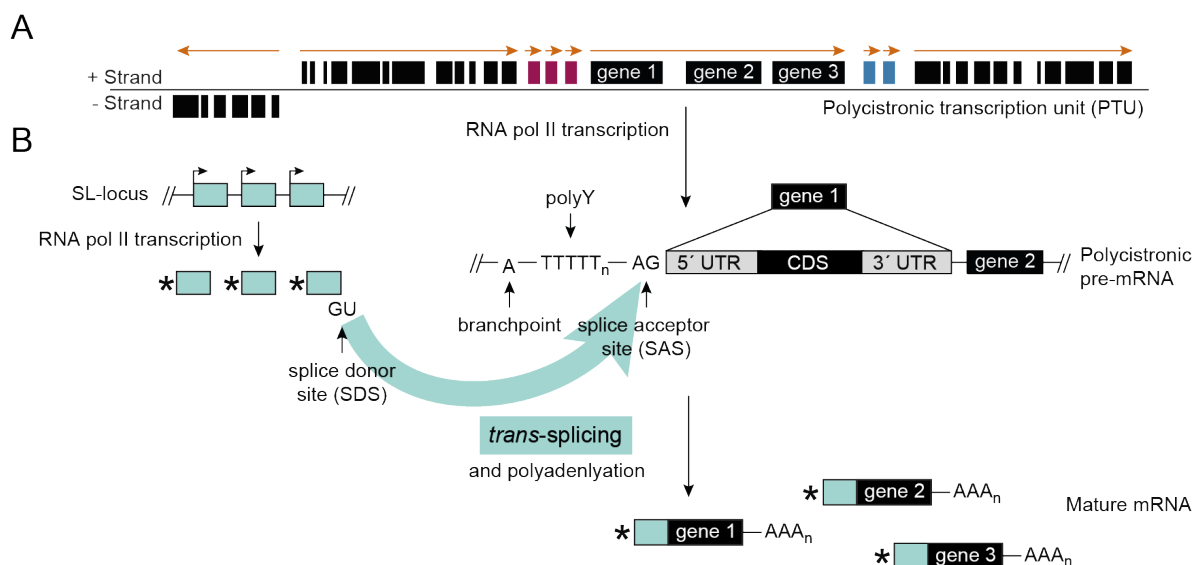 A
+ Strand
gene 1
gene 2
gene 3
- Strand
Polycistronic transcription unit (PTU)
RNA pol II transcription
B
SL-locus
RNA pol II transcription
* * *
GU
splice donor
site (SDS)
polyY
gene 1
A
TTTTTn
AG
5´ UTR
CDS
3´ UTR
gene 2
Polycistronic
pre-mRNA
branchpoint
splice acceptor
site (SAS)
trans-splicing
and polyadenlyation
* gene 2 AAAn
Mature mRNA
* gene 1 AAAn
* gene 3 AAAn